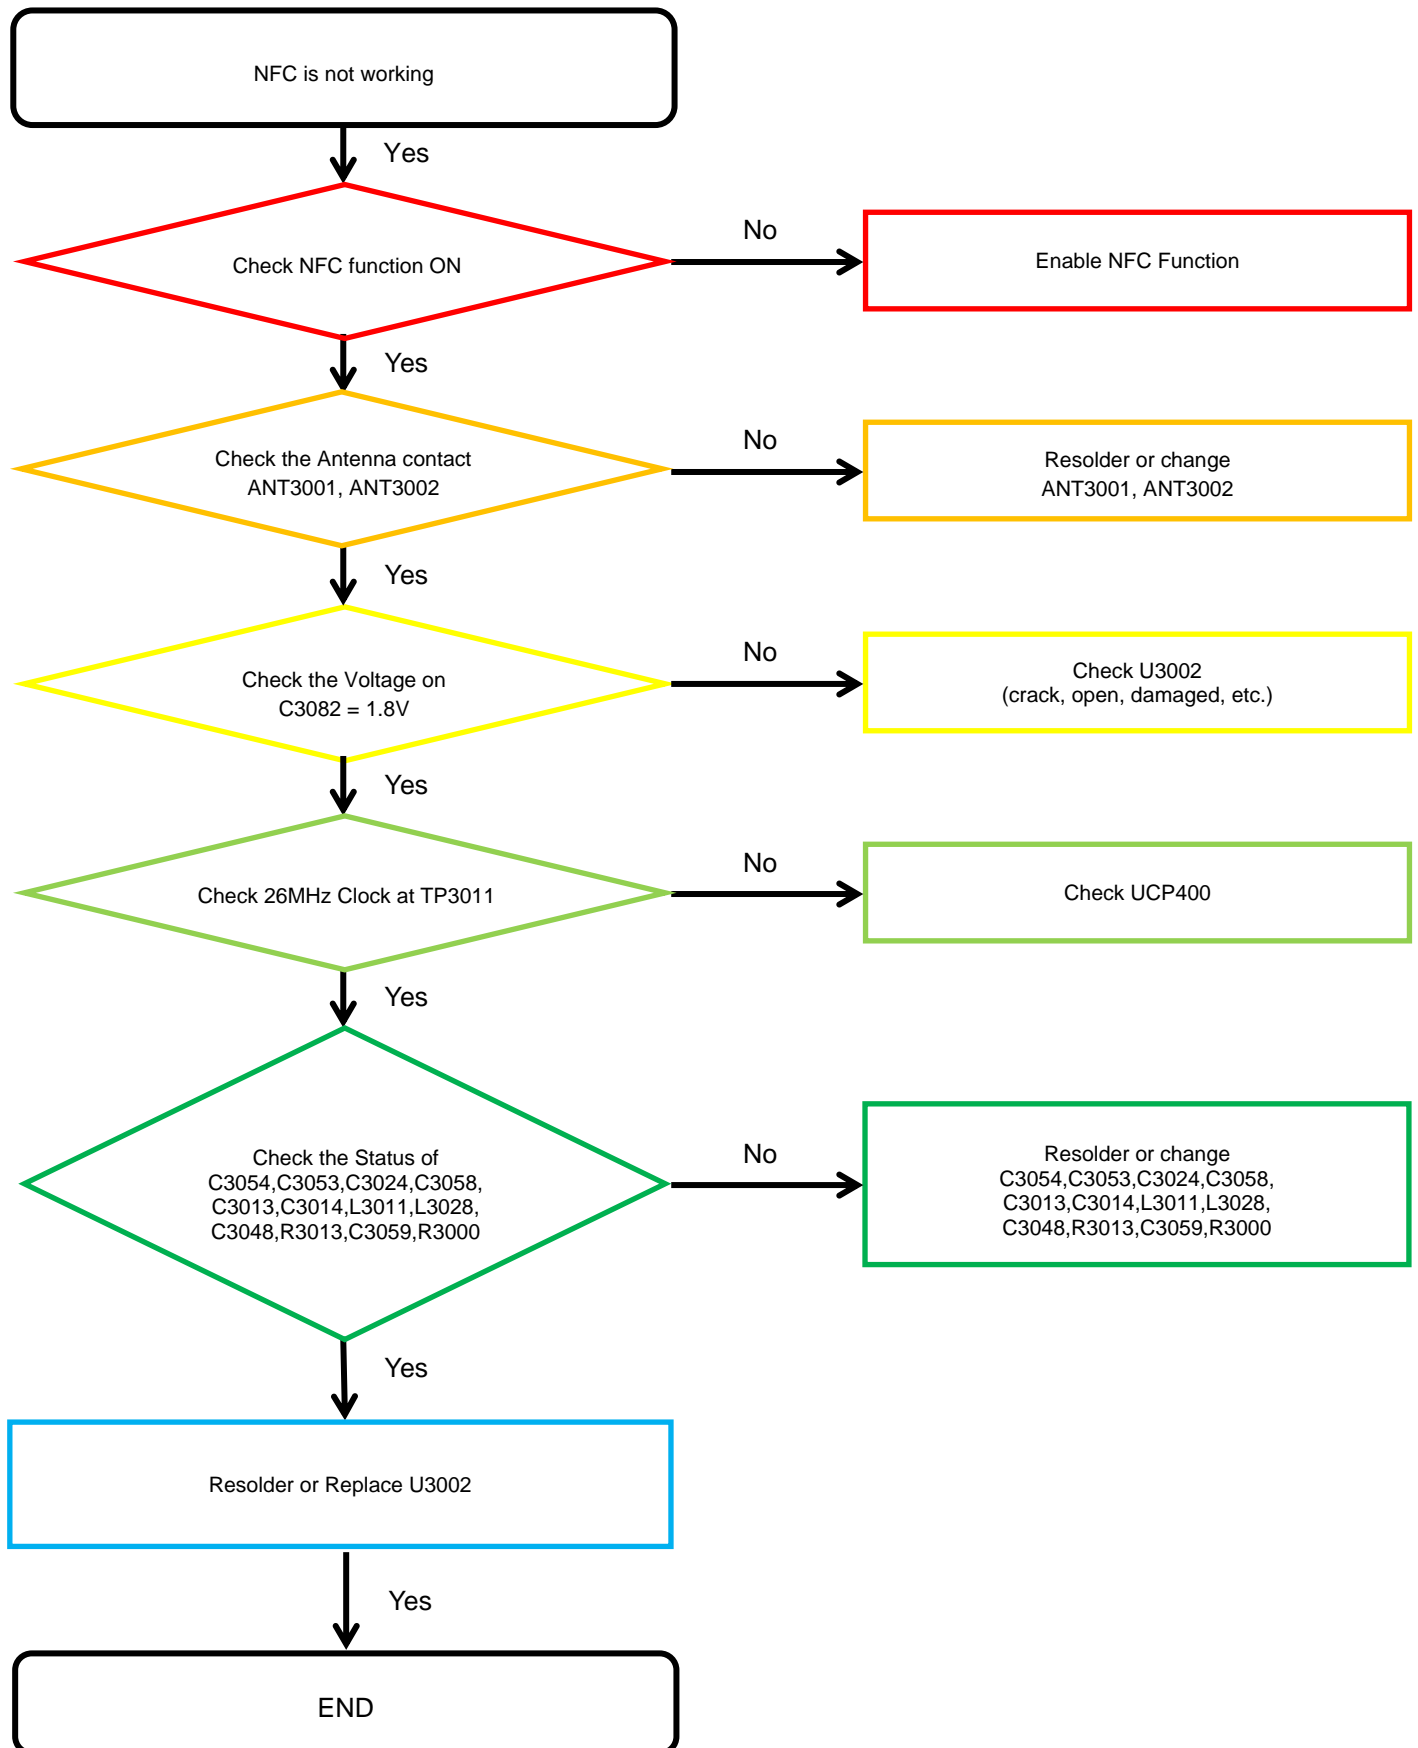 NFC is not working
Yes
Check NFC function ON
No
Enable NFC Function
Yes
Check the Antenna contact
ANT3001, ANT3002
No
Resolder or change
ANT3001, ANT3002
Yes
Check the Voltage on
C3082 = 1.8V
No
Check U3002
(crack, open, damaged, etc.)
Yes
Check 26MHz Clock at TP3011
No
Check UCP400
Yes
Check the Status of
C3054,C3053,C3024,C3058,
C3013,C3014,L3011,L3028,
C3048,R3013,C3059,R3000
No
Resolder or change
C3054,C3053,C3024,C3058,
C3013,C3014,L3011,L3028,
C3048,R3013,C3059,R3000
Yes
Resolder or Replace U3002
Yes
END